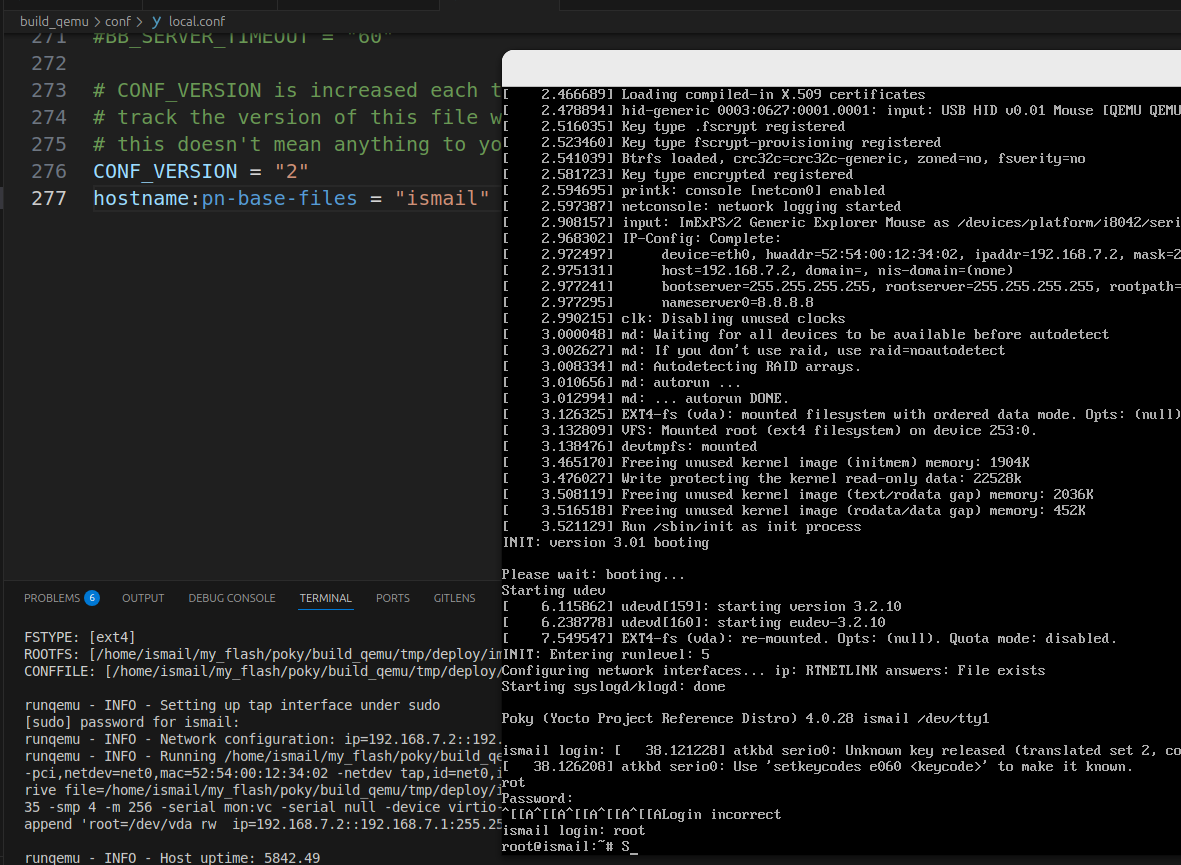 build_qemu > conf > local.conf
271 #BB_SERVER_TIMEOUT = "60"
272
273 # CONF_VERSION is increased each t
274 # track the version of this file w
275 # this doesn't mean anything to yo
276 CONF_VERSION = "2"
277 hostname:pn-base-files = "ismail"
PROBLEMS 6 OUTPUT DEBUG CONSOLE TERMINAL PORTS GITLENS
FSTYPE: [ext4]
ROOTFS: [/home/ismail/my_flash/poky/build_qemu/tmp/deploy/im
CONFFILE: [/home/ismail/my_flash/poky/build_qemu/tmp/deploy/
runqemu - INFO - Setting up tap interface under sudo
[sudo] password for ismail:
runqemu - INFO - Network configuration: ip=192.168.7.2::192.
runqemu - INFO - Running /home/ismail/my_flash/poky/build_qe
-pci,netdev=net0,mac=52:54:00:12:34:02 -netdev tap,id=net0,i
rive file=/home/ismail/my_flash/poky/build_qemu/tmp/deploy/i
35 -smp 4 -m 256 -serial mon:vc -serial null -device virtio-
append 'root=/dev/vda rw  ip=192.168.7.2::192.168.7.1:255.25
runqemu - INFO - Host uptime: 5842.49
[    2.466689] Loading compiled-in X.509 certificates
[    2.478894] hid-generic 0003:0627:0001.0001: input: USB HID v0.01 Mouse [QEMU QEMU
[    2.516035] Key type .fscrypt registered
[    2.523460] Key type fscrypt-provisioning registered
[    2.541039] Btrfs loaded, crc32c=crc32c-generic, zoned=no, fsverity=no
[    2.581723] Key type encrypted registered
[    2.594695] printk: console [netcon0] enabled
[    2.597387] netconsole: network logging started
[    2.908157] input: ImExPS/2 Generic Explorer Mouse as /devices/platform/i8042/seri
[    2.968302] IP-Config: Complete:
[    2.972497]      device=eth0, hwaddr=52:54:00:12:34:02, ipaddr=192.168.7.2, mask=2
[    2.975131]      host=192.168.7.2, domain=, nis-domain=(none)
[    2.977241]      bootserver=255.255.255.255, rootserver=255.255.255.255, rootpath=
[    2.977295]      nameserver0=8.8.8.8
[    2.990215] clk: Disabling unused clocks
[    3.000048] md: Waiting for all devices to be available before autodetect
[    3.002627] md: If you don't use raid, use raid=noautodetect
[    3.008334] md: Autodetecting RAID arrays.
[    3.010656] md: autorun ...
[    3.012994] md: ... autorun DONE.
[    3.126325] EXT4-fs (vda): mounted filesystem with ordered data mode. Opts: (null)
[    3.132809] VFS: Mounted root (ext4 filesystem) on device 253:0.
[    3.138476] devtmpfs: mounted
[    3.465170] Freeing unused kernel image (initmem) memory: 1904K
[    3.476027] Write protecting the kernel read-only data: 22528k
[    3.508119] Freeing unused kernel image (text/rodata gap) memory: 2036K
[    3.516518] Freeing unused kernel image (rodata/data gap) memory: 452K
[    3.521129] Run /sbin/init as init process
INIT: version 3.01 booting
Please wait: booting...
Starting udev
[    6.115862] udevd[159]: starting version 3.2.10
[    6.238778] udevd[160]: starting eudev-3.2.10
[    7.549547] EXT4-fs (vda): re-mounted. Opts: (null). Quota mode: disabled.
INIT: Entering runlevel: 5
Configuring network interfaces... ip: RTNETLINK answers: File exists
Starting syslogd/klogd: done
Poky (Yocto Project Reference Distro) 4.0.28 ismail /dev/tty1
ismail login: [   38.121228] atkbd serio0: Unknown key released (translated set 2, co
[   38.126208] atkbd serio0: Use 'setkeycodes e060 <keycode>' to make it known.
rot
Password:
^[[A^[[A^[[A^[[A^[[ALogin incorrect
ismail login: root
root@ismail:~# S_